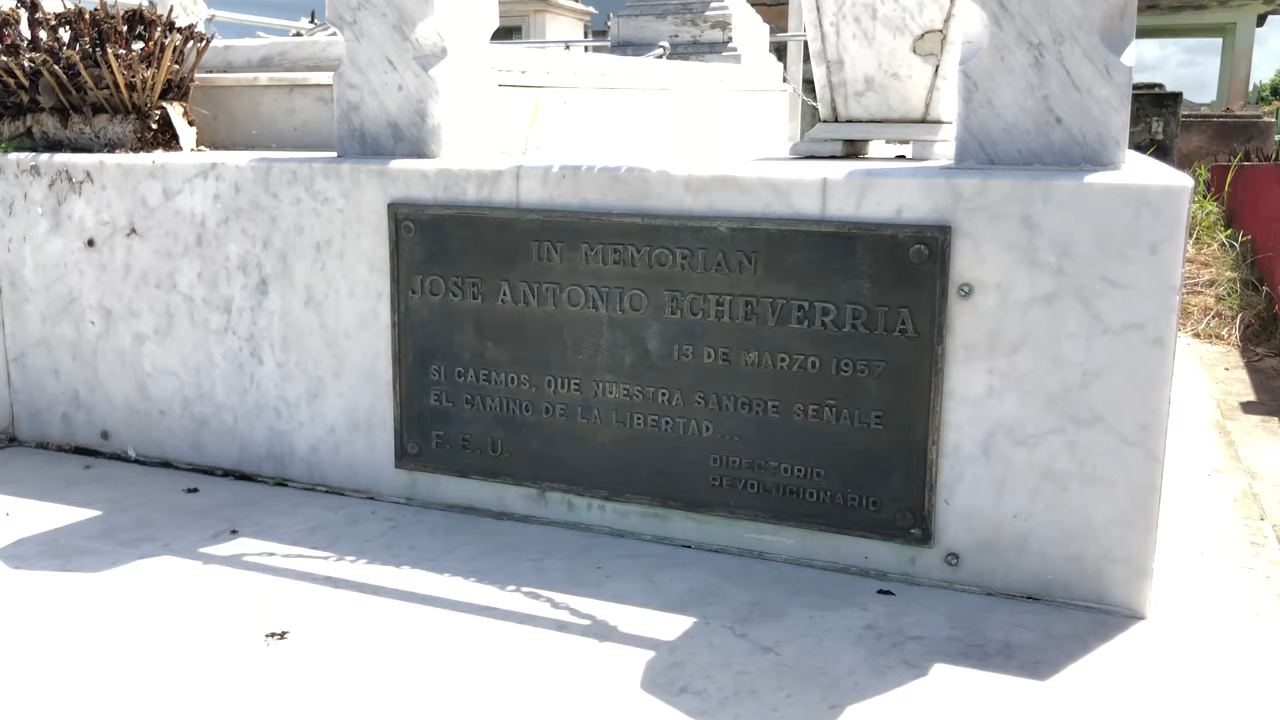 IN MEMORIAN
JOSE ANTONIO ECHEVERRIA
13 DE MARZO 1957
SI CAEMOS, QUE NUESTRA SANGRE SEÑALE
EL CAMINO DE LA LIBERTAD...
F. E. U.
DIRECTORIO
REVOLUCIONARIO